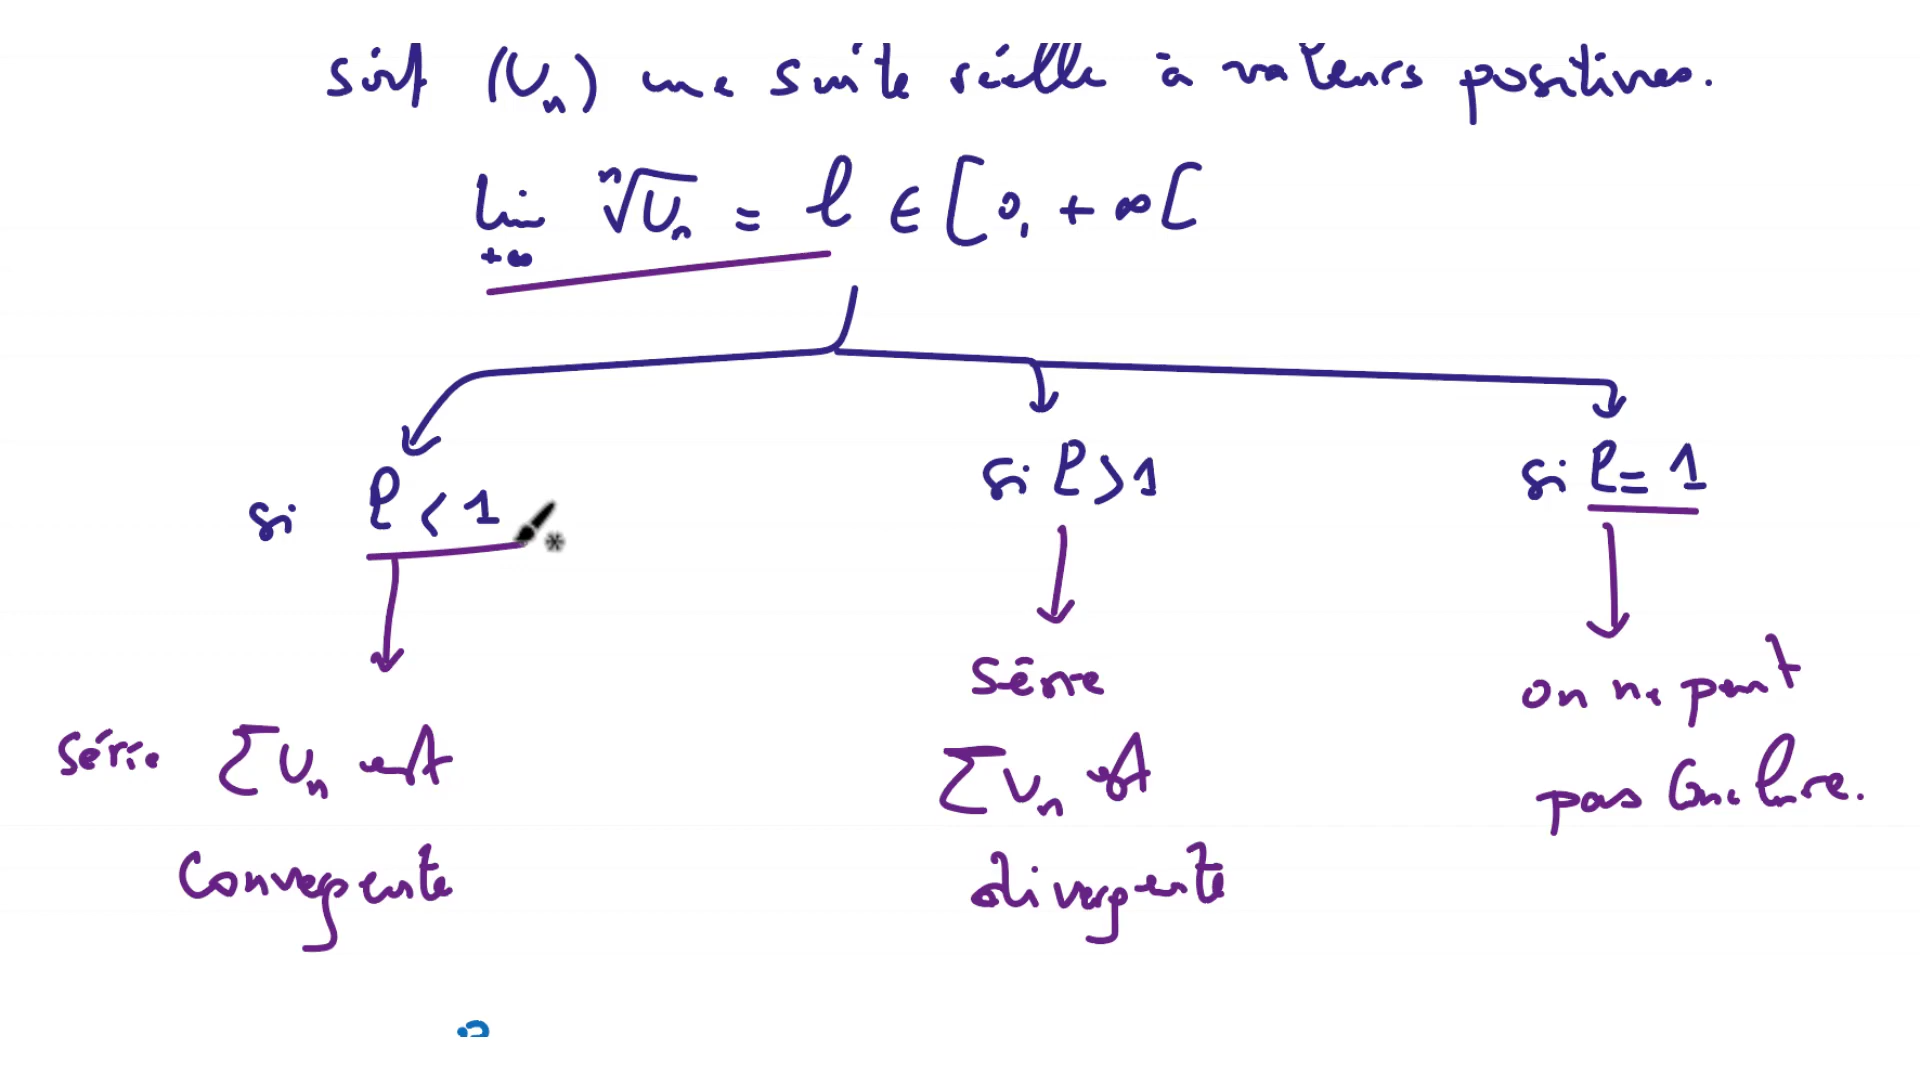 soit (Un) une suite réelle à valeurs positives.
lim ⁿ√Un = l ∈ [0, +∞[
+∞
si l < 1
si l > 1
si l = 1
série ΣUn est
convergente
série
ΣUn est
divergente
on ne peut
pas conclure.